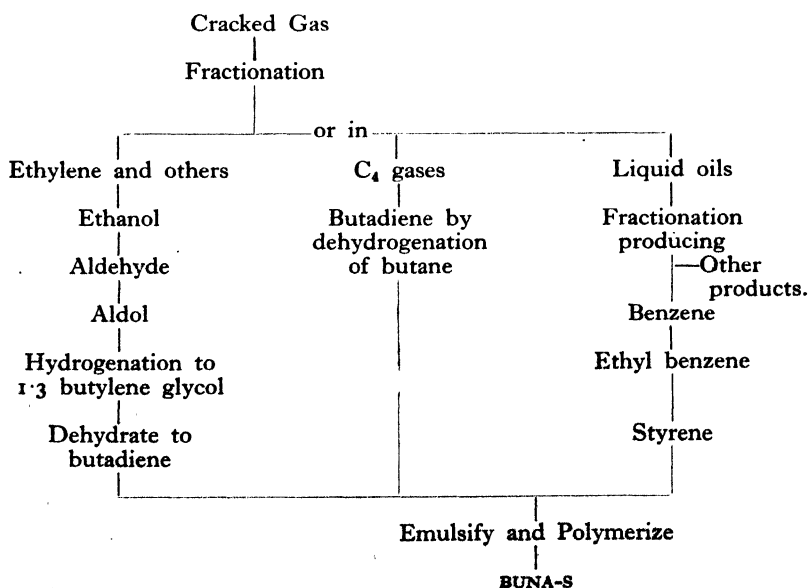 Cracked Gas
Fractionation
or in
Ethylene and others
Ethanol
Aldehyde
Aldol
Hydrogenation to
1·3 butylene glycol
Dehydrate to
butadiene
C₄ gases
Butadiene by
dehydrogenation
of butane
Liquid oils
Fractionation
producing
Other
products.
Benzene
Ethyl benzene
Styrene
Emulsify and Polymerize
BUNA-S